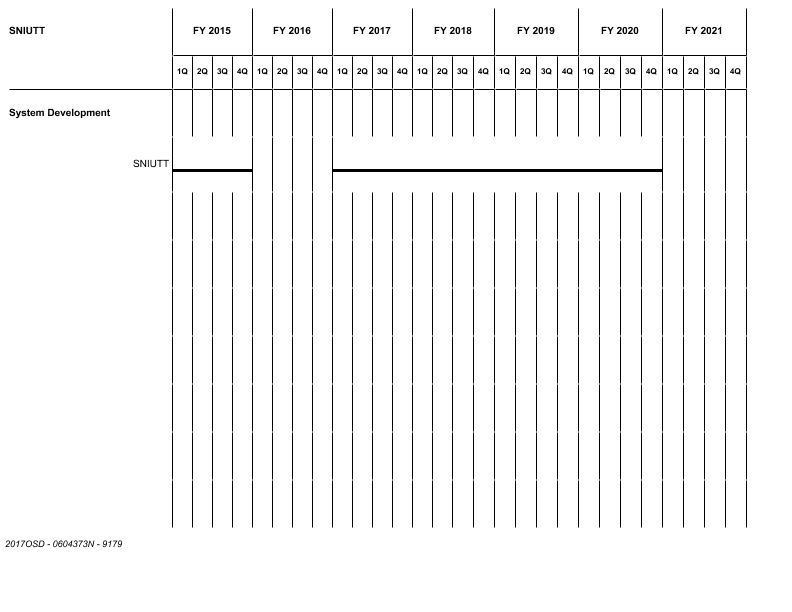 SNIUTT FY 2015 FY 2016 FY 2017 FY 2018 FY 2019 FY 2020 FY 2021
1Q 2Q 3Q 4Q 1Q 2Q 3Q 4Q 1Q 2Q 3Q 4Q 1Q 2Q 3Q 4Q 1Q 2Q 3Q 4Q 1Q 2Q 3Q 4Q 1Q 2Q 3Q 4Q
System Development
SNIUTT
2017OSD - 0604373N - 9179